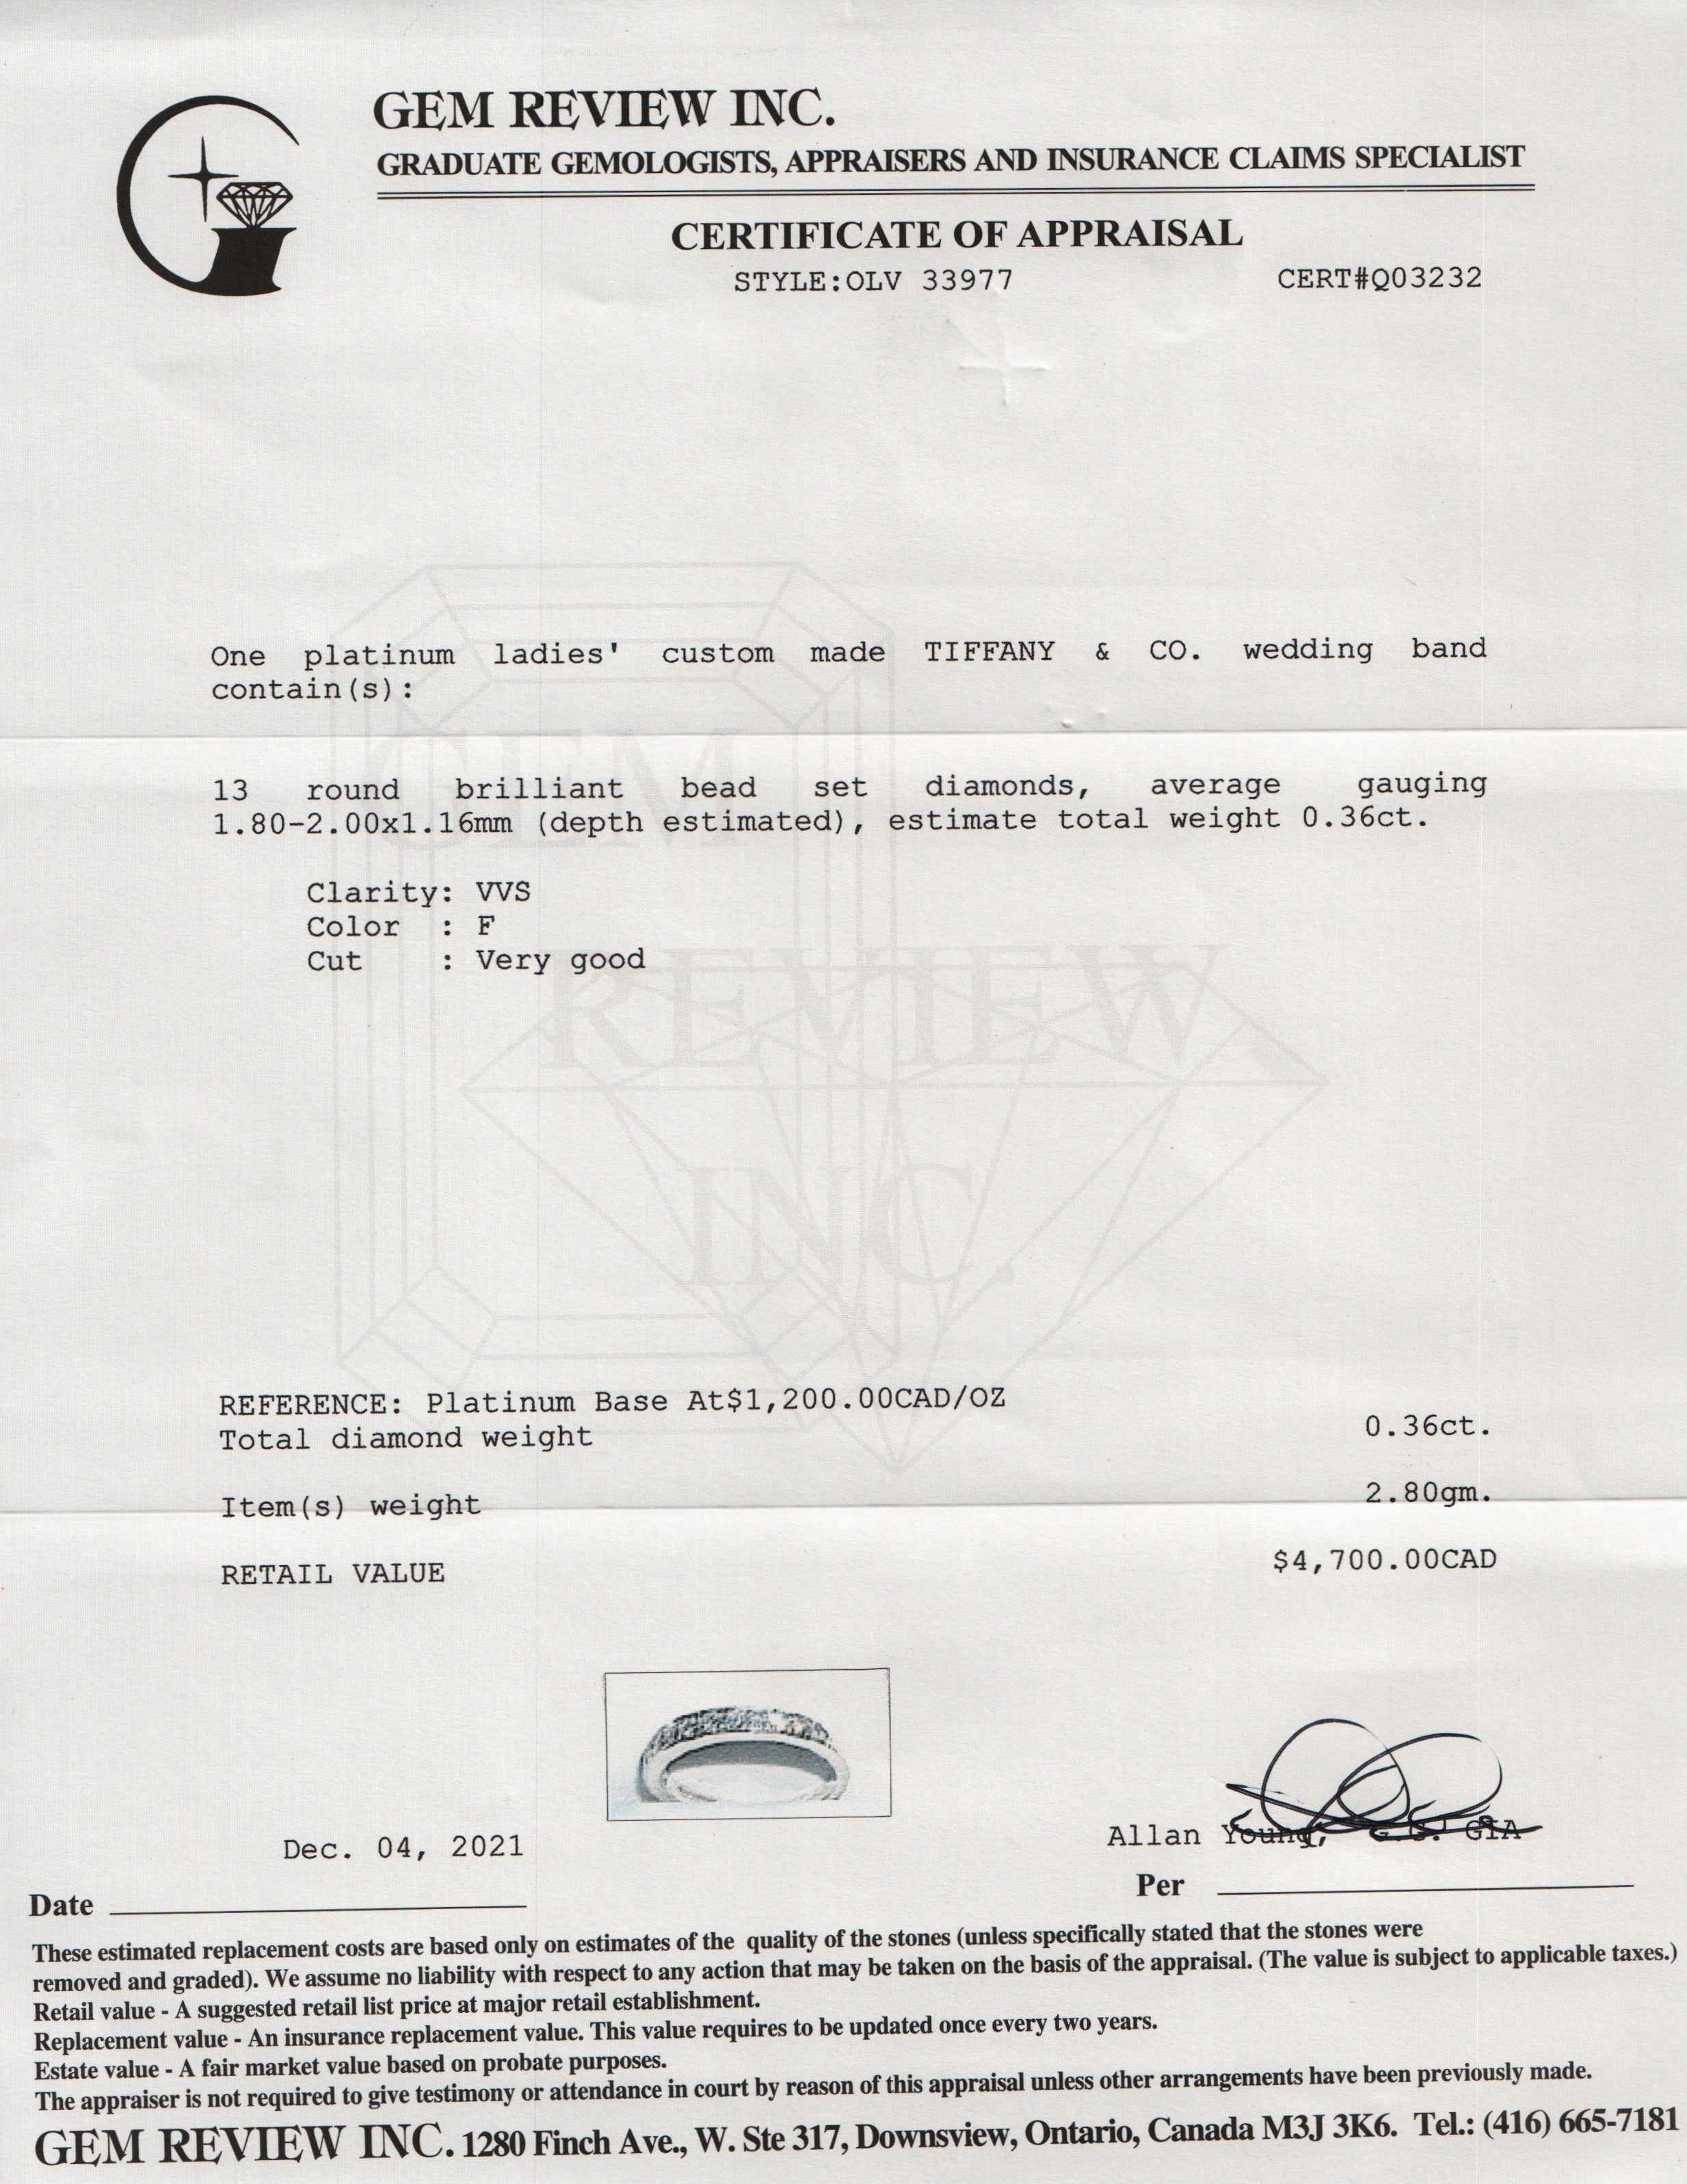 GEM REVIEW INC.
GRADUATE GEMOLOGISTS, APPRAISERS AND INSURANCE CLAIMS SPECIALIST
CERTIFICATE OF APPRAISAL
STYLE:OLV 33977 CERT#Q03232
One platinum ladies' custom made TIFFANY & CO. wedding band
contain(s):
13 round brilliant bead set diamonds, average gauging
1.80-2.00x1.16mm (depth estimated), estimate total weight 0.36ct.
Clarity: VVS
Color : F
Cut : Very good
GEM
REVIEW
INC.
REFERENCE: Platinum Base At$1,200.00CAD/OZ
Total diamond weight 0.36ct.
Item(s) weight 2.80gm.
RETAIL VALUE $4,700.00CAD
Dec. 04, 2021
Allan Young, G.G. GIA
Date
Per
These estimated replacement costs are based only on estimates of the quality of the stones (unless specifically stated that the stones were
removed and graded). We assume no liability with respect to any action that may be taken on the basis of the appraisal. (The value is subject to applicable taxes.)
Retail value - A suggested retail list price at major retail establishment.
Replacement value - An insurance replacement value. This value requires to be updated once every two years.
Estate value - A fair market value based on probate purposes.
The appraiser is not required to give testimony or attendance in court by reason of this appraisal unless other arrangements have been previously made.
GEM REVIEW INC. 1280 Finch Ave., W. Ste 317, Downsview, Ontario, Canada M3J 3K6. Tel.: (416) 665-7181